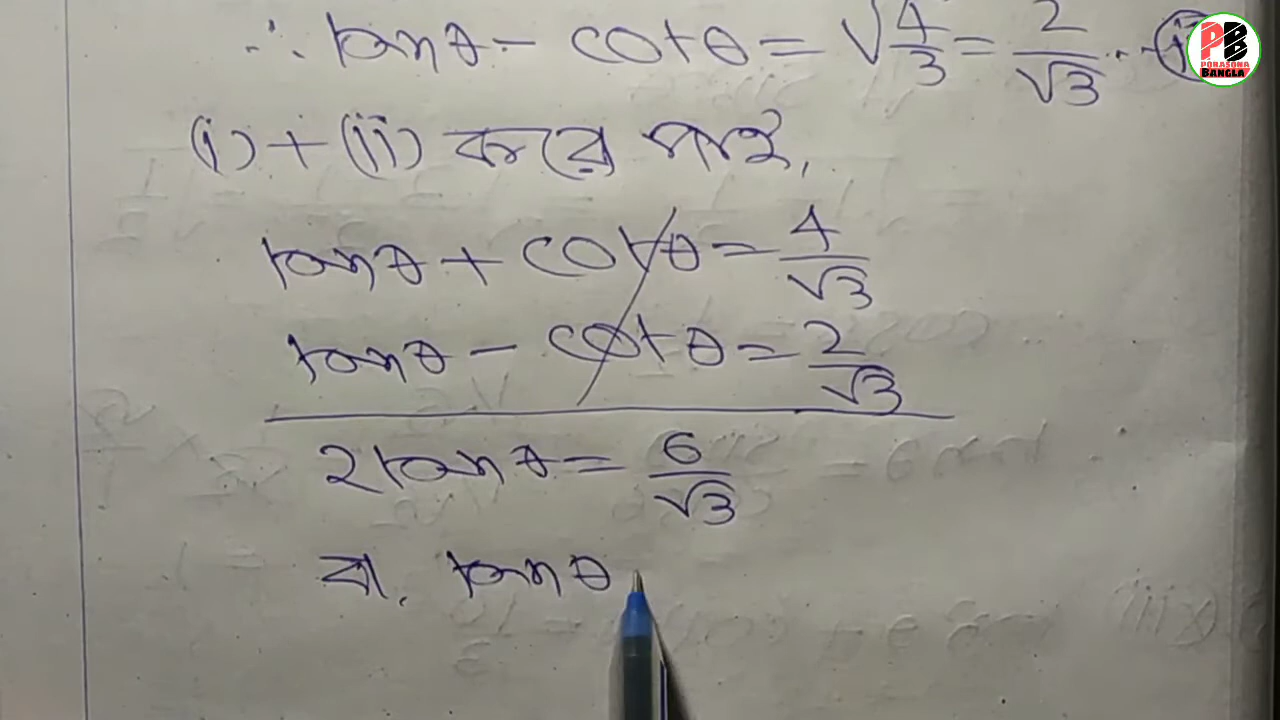 ∴ tanθ - cotθ = √4/3 = 2/√3 ... (ii)
PB
PORASONA
BANGLA
(i) + (ii) করে পাই,
tanθ + cotθ = 4/√3
tanθ - cotθ = 2/√3
2tanθ = 6/√3
বা, tanθ